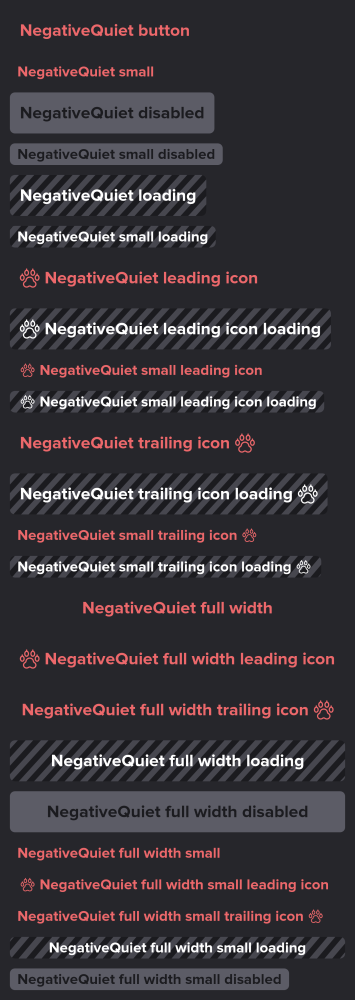 NegativeQuiet button
NegativeQuiet small
NegativeQuiet disabled
NegativeQuiet small disabled
NegativeQuiet loading
NegativeQuiet small loading
NegativeQuiet leading icon
NegativeQuiet leading icon loading
NegativeQuiet small leading icon
NegativeQuiet small leading icon loading
NegativeQuiet trailing icon
NegativeQuiet trailing icon loading
NegativeQuiet small trailing icon
NegativeQuiet small trailing icon loading
NegativeQuiet full width
NegativeQuiet full width leading icon
NegativeQuiet full width trailing icon
NegativeQuiet full width loading
NegativeQuiet full width disabled
NegativeQuiet full width small
NegativeQuiet full width small leading icon
NegativeQuiet full width small trailing icon
NegativeQuiet full width small loading
NegativeQuiet full width small disabled